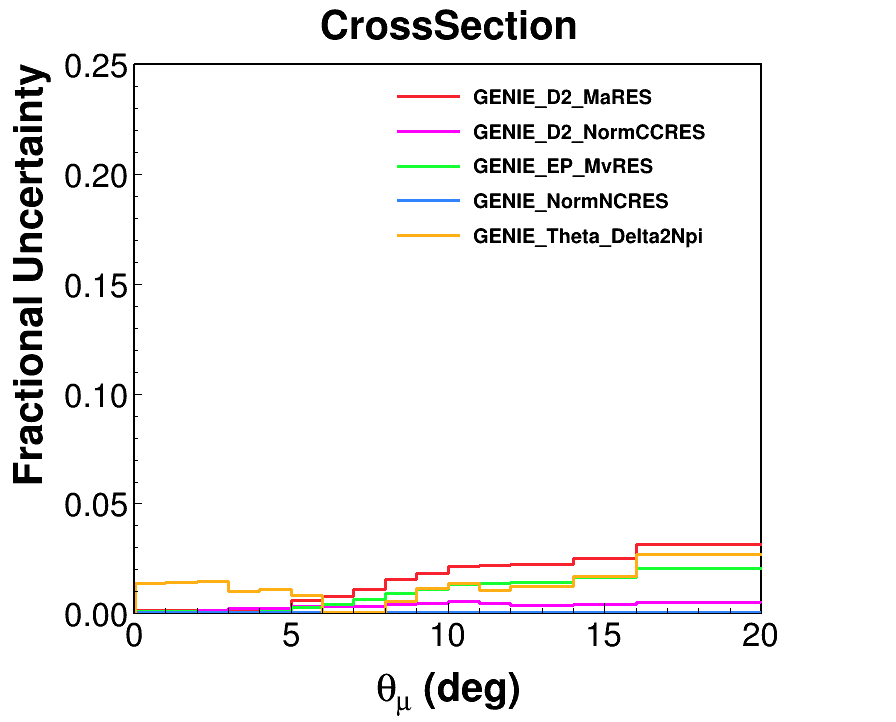 CrossSection
Fractional Uncertainty
0.25
0.20
0.15
0.10
0.05
0.00
GENIE_D2_MaRES
GENIE_D2_NormCCRES
GENIE_EP_MvRES
GENIE_NormNCRES
GENIE_Theta_Delta2Npi
0 5 10 15 20
θμ (deg)